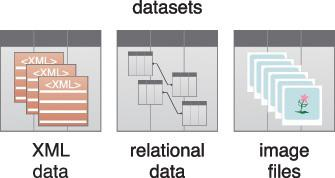 datasets
<XML>
<XML>
<XML>
XML
data
relational
data
image
files